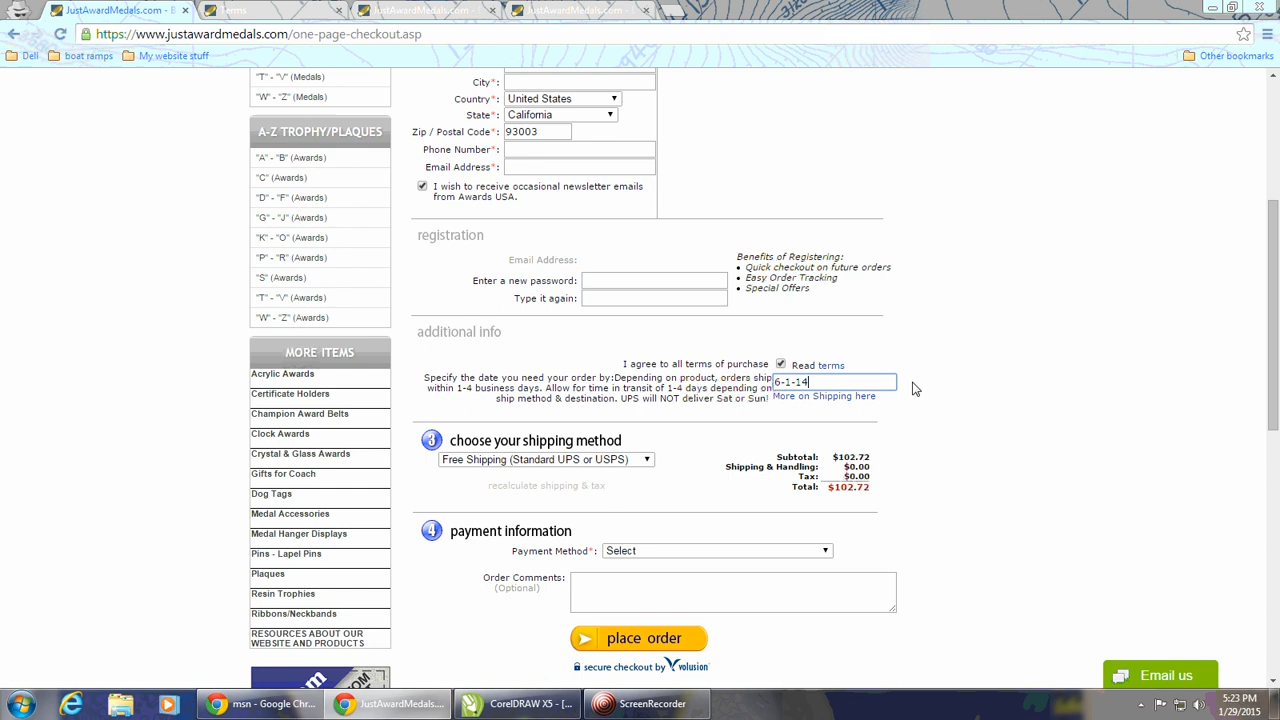 JustAwardMedals.com - B
Terms
JustAwardMedals.com -
JustAwardMedals.com -
https://www.justawardmedals.com/one-page-checkout.asp
Dell
boat ramps
My website stuff
Other bookmarks
"T" - "V" (Medals)
"W" - "Z" (Medals)
A-Z TROPHY/PLAQUES
"A" - "B" (Awards)
"C" (Awards)
"D" - "F" (Awards)
"G" - "J" (Awards)
"K" - "O" (Awards)
"P" - "R" (Awards)
"S" (Awards)
"T" - "V" (Awards)
"W" - "Z" (Awards)
MORE ITEMS
Acrylic Awards
Certificate Holders
Champion Award Belts
Clock Awards
Crystal & Glass Awards
Gifts for Coach
Dog Tags
Medal Accessories
Medal Hanger Displays
Pins - Lapel Pins
Plaques
Resin Trophies
Ribbons/Neckbands
RESOURCES ABOUT OUR
WEBSITE AND PRODUCTS
City*:
Country*: United States
State*: California
Zip / Postal Code*: 93003
Phone Number*:
Email Address*:
I wish to receive occasional newsletter emails
from Awards USA.
registration
Email Address:
Enter a new password:
Type it again:
Benefits of Registering:
• Quick checkout on future orders
• Easy Order Tracking
• Special Offers
additional info
I agree to all terms of purchase Read terms
Specify the date you need your order by:Depending on product, orders ship
within 1-4 business days. Allow for time in transit of 1-4 days depending on
ship method & destination. UPS will NOT deliver Sat or Sun!
6-1-14
More on Shipping here
3 choose your shipping method
Free Shipping (Standard UPS or USPS)
recalculate shipping & tax
Subtotal: $102.72
Shipping & Handling: $0.00
Tax: $0.00
Total: $102.72
4 payment information
Payment Method*: Select
Order Comments:
(Optional)
place order
secure checkout by Volusion
Email us
msn - Google Chr...
JustAwardMedals....
CorelDRAW X5 - [...
ScreenRecorder
5:23 PM
1/29/2015